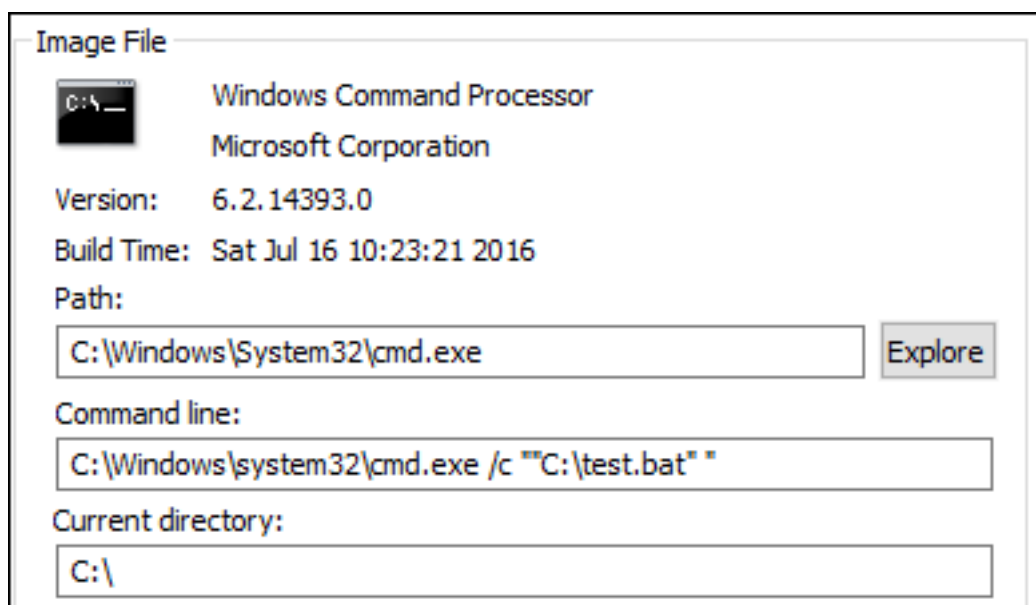 Image File
C:\
Windows Command Processor
Microsoft Corporation
Version: 6.2.14393.0
Build Time: Sat Jul 16 10:23:21 2016
Path:
C:\Windows\System32\cmd.exe Explore
Command line:
C:\Windows\system32\cmd.exe /c ""C:\test.bat" "
Current directory:
C:\